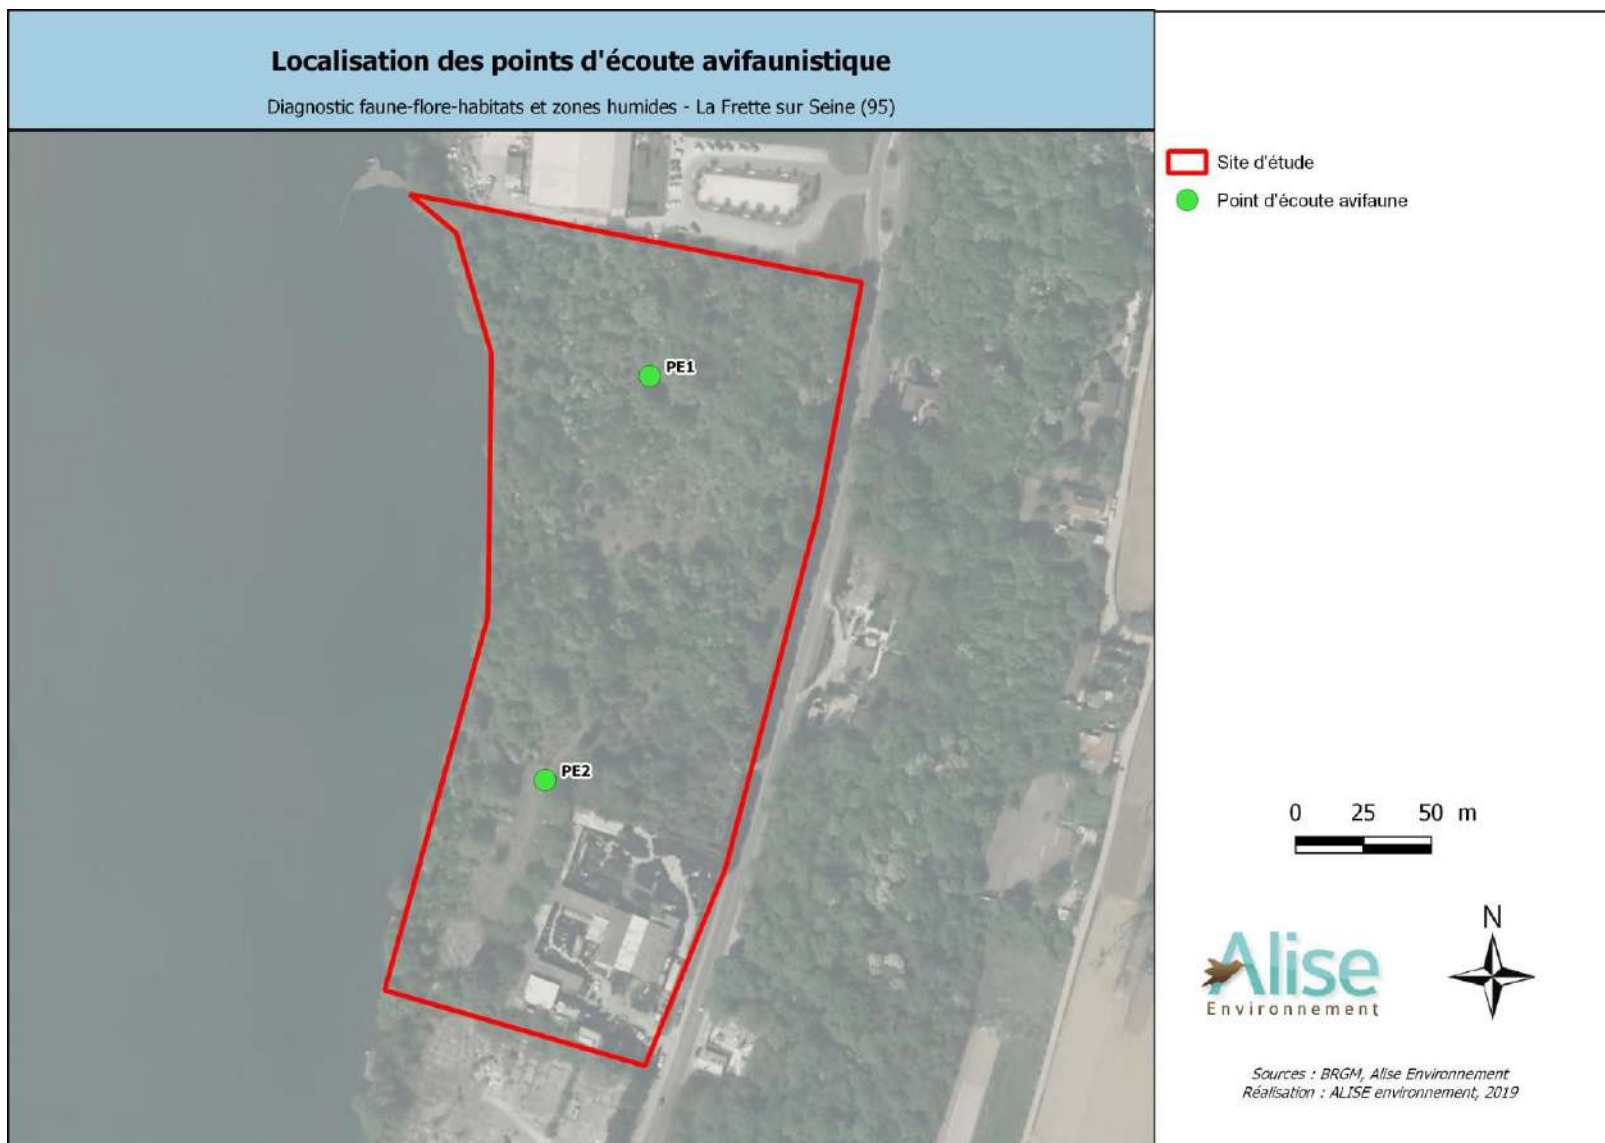 Localisation des points d'écoute avifaunistique
Diagnostic faune-flore-habitats et zones humides - La Frette sur Seine (95)
Site d'étude
Point d'écoute avifaune
PE1
PE2
0 25 50 m
N
Alise
Environnement
Sources : BRGM, Alise Environnement
Réalisation : ALISE environnement, 2019